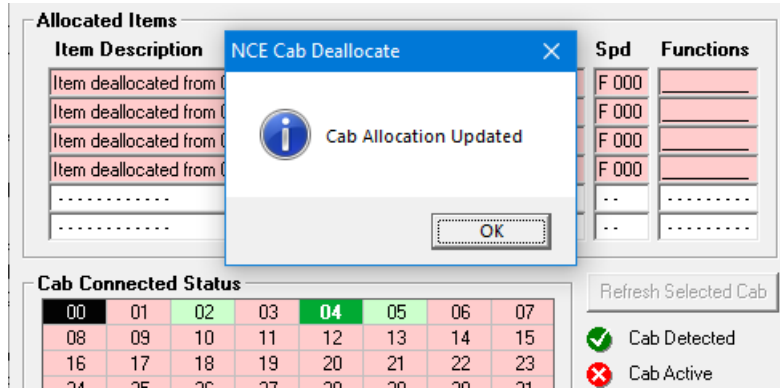 Allocated Items
Item Description
Spd Functions
NCE Cab Deallocate
Item deallocated from
F 000
Item deallocated from
F 000
Item deallocated from
F 000
Item deallocated from
F 000
Cab Allocation Updated
OK
Cab Connected Status
Refresh Selected Cab
00 01 02 03 04 05 06 07
08 09 10 11 12 13 14 15
Cab Detected
16 17 18 19 20 21 22 23
Cab Active